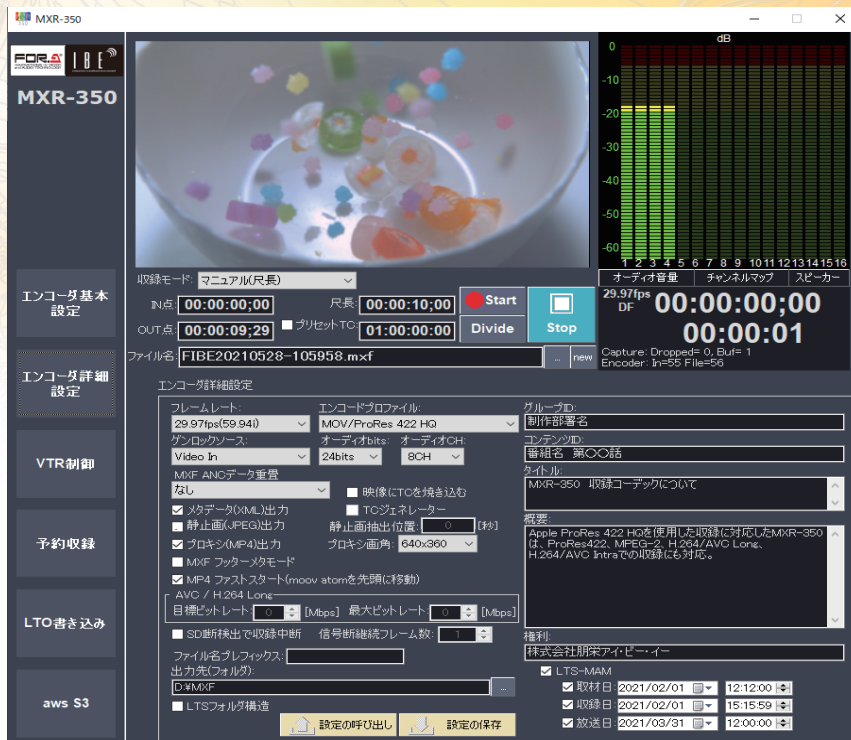 MXR-350
FOR.A IBE
MXR-350
エンコーダ基本
設定
エンコーダ詳細
設定
VTR制御
予約収録
LTO書き込み
aws S3
dB
0
-10
-20
-30
-40
-50
-60
1 2 3 4 5 6 7 8 9 10 11 12 13 14 15 16
オーディオ音量 チャンネルマップ スピーカー
収録モード: マニュアル(尺長)
IN点: 00:00:00;00 尺長: 00:00:10;00 Start
OUT点: 00:00:09;29 プリセットTC: 01:00:00:00 Divide Stop
ファイル名: FIBE20210528-105958.mxf ... new
29.97fps
DF 00:00:00;00
00:00:01
Capture: Dropped= 0, Buf= 1
Encoder: In=55 File=56
エンコーダ詳細設定
フレームレート: エンコードプロファイル:
29.97fps(59.94i) MOV/ProRes 422 HQ
ゲンロックソース: オーディオbits: オーディオCH:
Video In 24bits 8CH
MXF ANCデータ重畳
なし 映像にTCを焼き込む
メタデータ(XML)出力 TCジェネレーター
静止画(JPEG)出力 静止画抽出位置: 0 [秒]
プロキシ(MP4)出力 プロキシ画角: 640x360
MXF フッターメタモード
MP4 ファストスタート(moov atomを先頭に移動)
AVC / H.264 Long
目標ビットレート: 0 [Mbps] 最大ビットレート: 0 [Mbps]
SDI断検出で収録中断 信号断継続フレーム数: 1
ファイル名プレフィックス:
出力先(フォルダ):
D:¥MXF ...
LTSフォルダ構造
設定の呼び出し 設定の保存
グループID:
制作部署名
コンテンツID:
番組名 第〇〇話
タイトル:
MXR-350 収録コーデックについて
概要:
Apple ProRes 422 HQを使用した収録に対応したMXR-350
は、ProRes422、MPEG-2、H.264/AVC Long、
H.264/AVC Intraでの収録にも対応。
権利:
株式会社朋栄アイ・ビー・イー
LTS-MAM
取材日: 2021/02/01 12:12:00
収録日: 2021/02/01 15:15:59
放送日: 2021/03/31 12:00:00